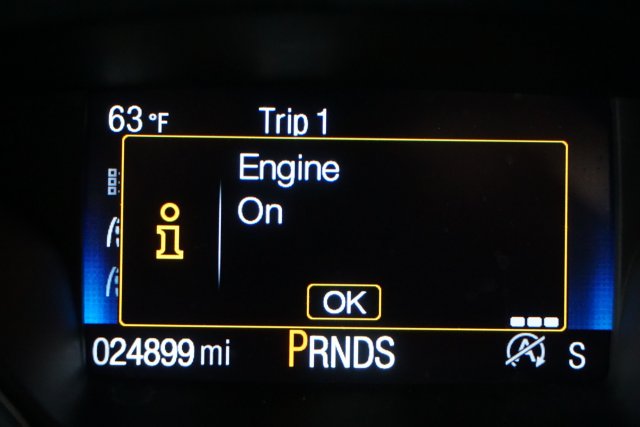 63 °F Trip 1
Engine
On
OK
024899 mi PRNDS S